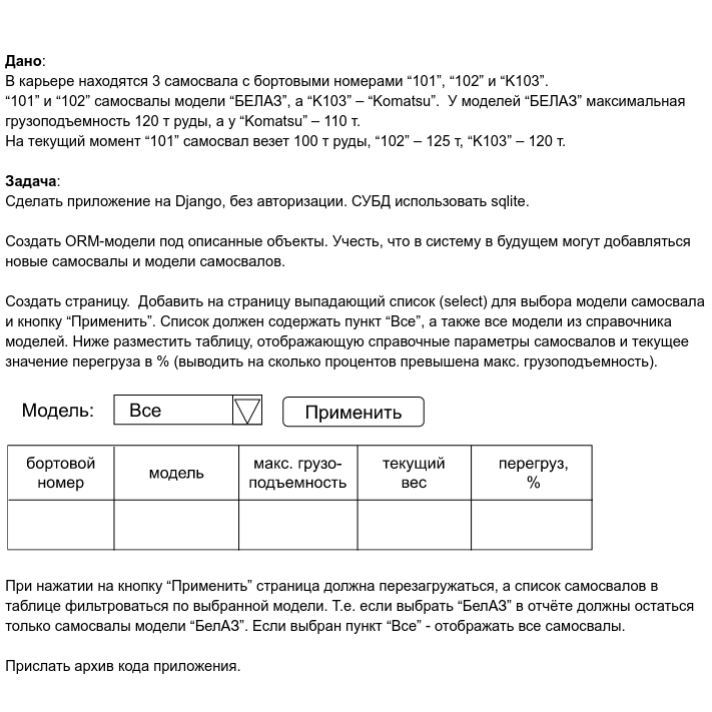 Дано:
В карьере находятся 3 самосвала с бортовыми номерами “101”, “102” и “К103”.
“101” и “102” самосвалы модели “БЕЛАЗ”, а “К103” – “Komatsu”. У моделей “БЕЛАЗ” максимальная
грузоподъемность 120 т руды, а у “Komatsu” – 110 т.
На текущий момент “101” самосвал везет 100 т руды, “102” – 125 т, “К103” – 120 т.
Задача:
Сделать приложение на Django, без авторизации. СУБД использовать sqlite.
Создать ORM-модели под описанные объекты. Учесть, что в систему в будущем могут добавляться
новые самосвалы и модели самосвалов.
Создать страницу. Добавить на страницу выпадающий список (select) для выбора модели самосвала
и кнопку “Применить”. Список должен содержать пункт “Все”, а также все модели из справочника
моделей. Ниже разместить таблицу, отображающую справочные параметры самосвалов и текущее
значение перегруза в % (выводить на сколько процентов превышена макс. грузоподъемность).
Модель: Все Применить
бортовой номер
модель
макс. грузо-подъемность
текущий вес
перегруз, %
При нажатии на кнопку “Применить” страница должна перезагружаться, а список самосвалов в
таблице фильтроваться по выбранной модели. Т.е. если выбрать “БелАЗ” в отчёте должны остаться
только самосвалы модели “БелАЗ”. Если выбран пункт “Все” - отображать все самосвалы.
Прислать архив кода приложения.